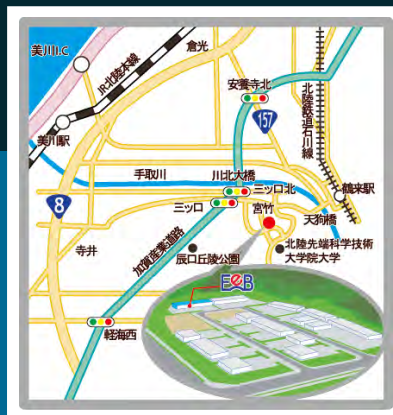 美川I.C
JR北陸本線
倉光
安養寺北
157
北陸鉄道石川線
美川駅
手取川
川北大橋
三ッ口北
鶴来駅
8
三ッ口
宮竹
天狗橋
寺井
加賀産業道路
辰口丘陵公園
北陸先端科学技術
大学院大学
EeB
軽海西